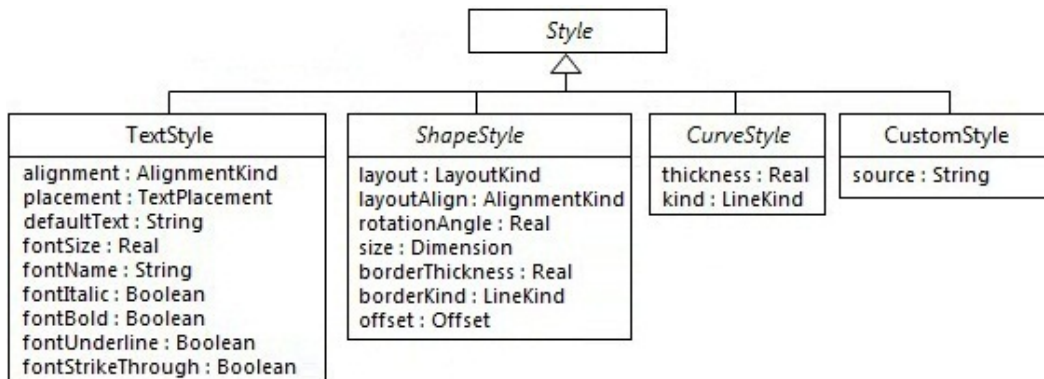 Style
TextStyle
alignment : AlignmentKind
placement : TextPlacement
defaultText : String
fontSize : Real
fontName : String
fontItalic : Boolean
fontBold : Boolean
fontUnderline : Boolean
fontStrikeThrough : Boolean
ShapeStyle
layout : LayoutKind
layoutAlign : AlignmentKind
rotationAngle : Real
size : Dimension
borderThickness : Real
borderKind : LineKind
offset : Offset
CurveStyle
thickness : Real
kind : LineKind
CustomStyle
source : String